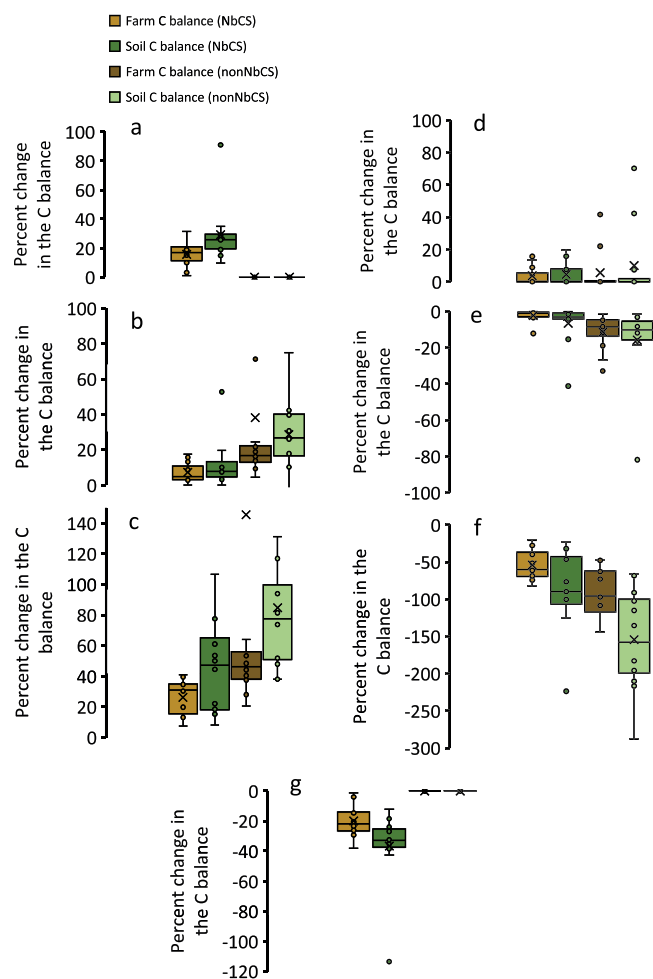 Farm C balance (NbCS)
Soil C balance (NbCS)
Farm C balance (nonNbCS)
Soil C balance (nonNbCS)
a
Percent change
in the C balance
100
80
60
40
20
0
b
Percent change in
the C balance
100
80
60
40
20
0
c
Percent change in the C
balance
140
120
100
80
60
40
20
0
d
Percent change in
the C balance
100
80
60
40
20
0
e
Percent change in
the C balance
0
-20
-40
-60
-80
-100
f
Percent change in the
C balance
0
-50
-100
-150
-200
-250
-300
g
Percent change in
the C balance
0
-20
-40
-60
-80
-100
-120